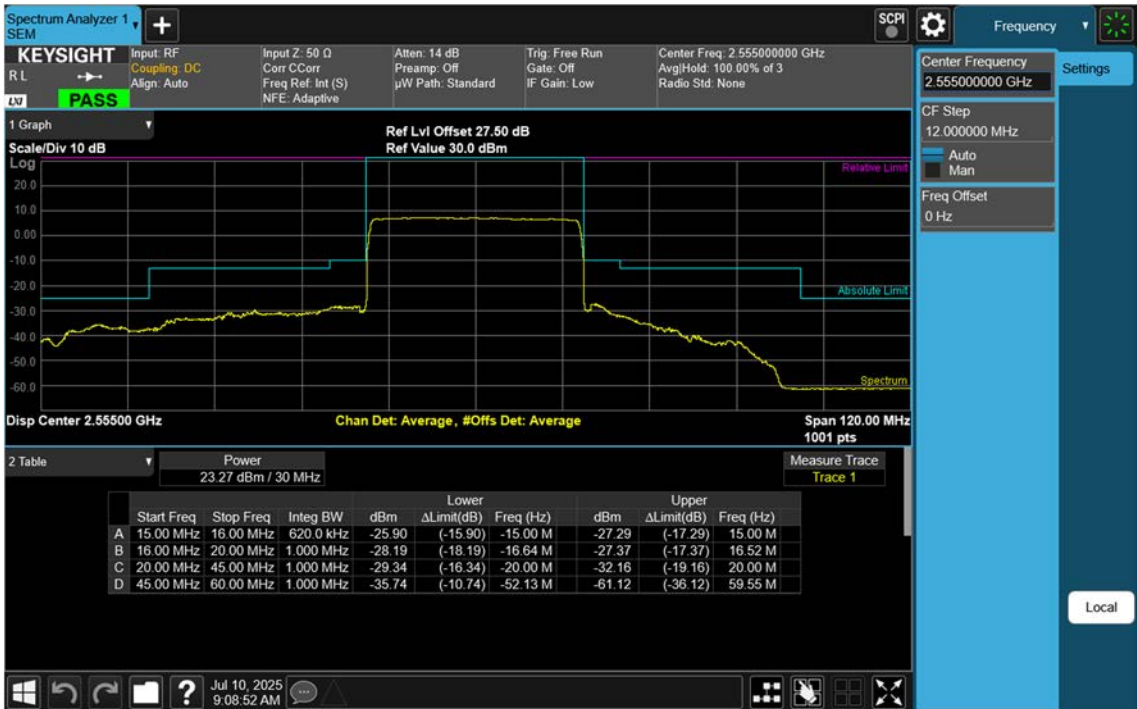 Spectrum Analyzer 1
SEM
SCPI
Frequency
KEYSIGHT
R L
LXI
PASS
Input: RF
Coupling: DC
Align: Auto
Input Z: 50 Ω
Corr CCorr
Freq Ref: Int (S)
NFE: Adaptive
Atten: 14 dB
Preamp: Off
µW Path: Standard
Trig: Free Run
Gate: Off
IF Gain: Low
Center Freq: 2.555000000 GHz
Avg|Hold: 100.00% of 3
Radio Std: None
Center Frequency
2.555000000 GHz
Settings
CF Step
12.000000 MHz
Auto
Man
Freq Offset
0 Hz
Local
1 Graph
Scale/Div 10 dB
Ref Lvl Offset 27.50 dB
Ref Value 30.0 dBm
Log
Relative Limit
20.0
10.0
0.00
-10.0
-20.0
Absolute Limit
-30.0
-40.0
-50.0
-60.0
Spectrum
Disp Center 2.55500 GHz
Chan Det: Average, #Offs Det: Average
Span 120.00 MHz
1001 pts
2 Table
Power
23.27 dBm / 30 MHz
Measure Trace
Trace 1
Lower Upper
Start Freq Stop Freq Integ BW dBm ΔLimit(dB) Freq (Hz) dBm ΔLimit(dB) Freq (Hz)
A 15.00 MHz 16.00 MHz 620.0 kHz -25.90 (-15.90) -15.00 M -27.29 (-17.29) 15.00 M
B 16.00 MHz 20.00 MHz 1.000 MHz -28.19 (-18.19) -16.64 M -27.37 (-17.37) 16.52 M
C 20.00 MHz 45.00 MHz 1.000 MHz -29.34 (-16.34) -20.00 M -32.16 (-19.16) 20.00 M
D 45.00 MHz 60.00 MHz 1.000 MHz -35.74 (-10.74) -52.13 M -61.12 (-36.12) 59.55 M
?
Jul 10, 2025
9:08:52 AM